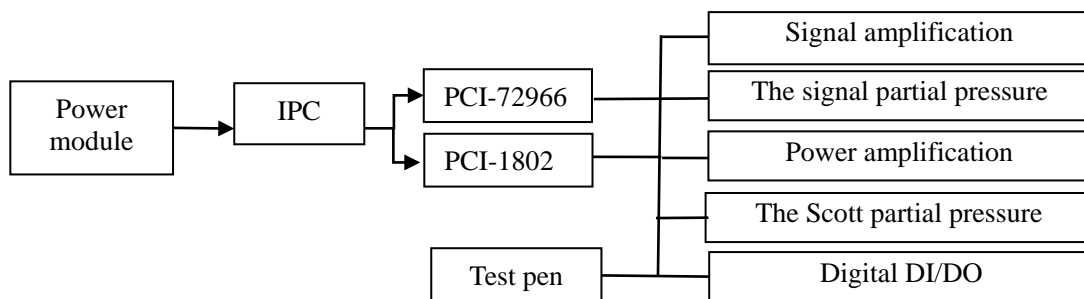 Power
module
IPC
PCI-72966
PCI-1802
Test pen
Signal amplification
The signal partial pressure
Power amplification
The Scott partial pressure
Digital DI/DO